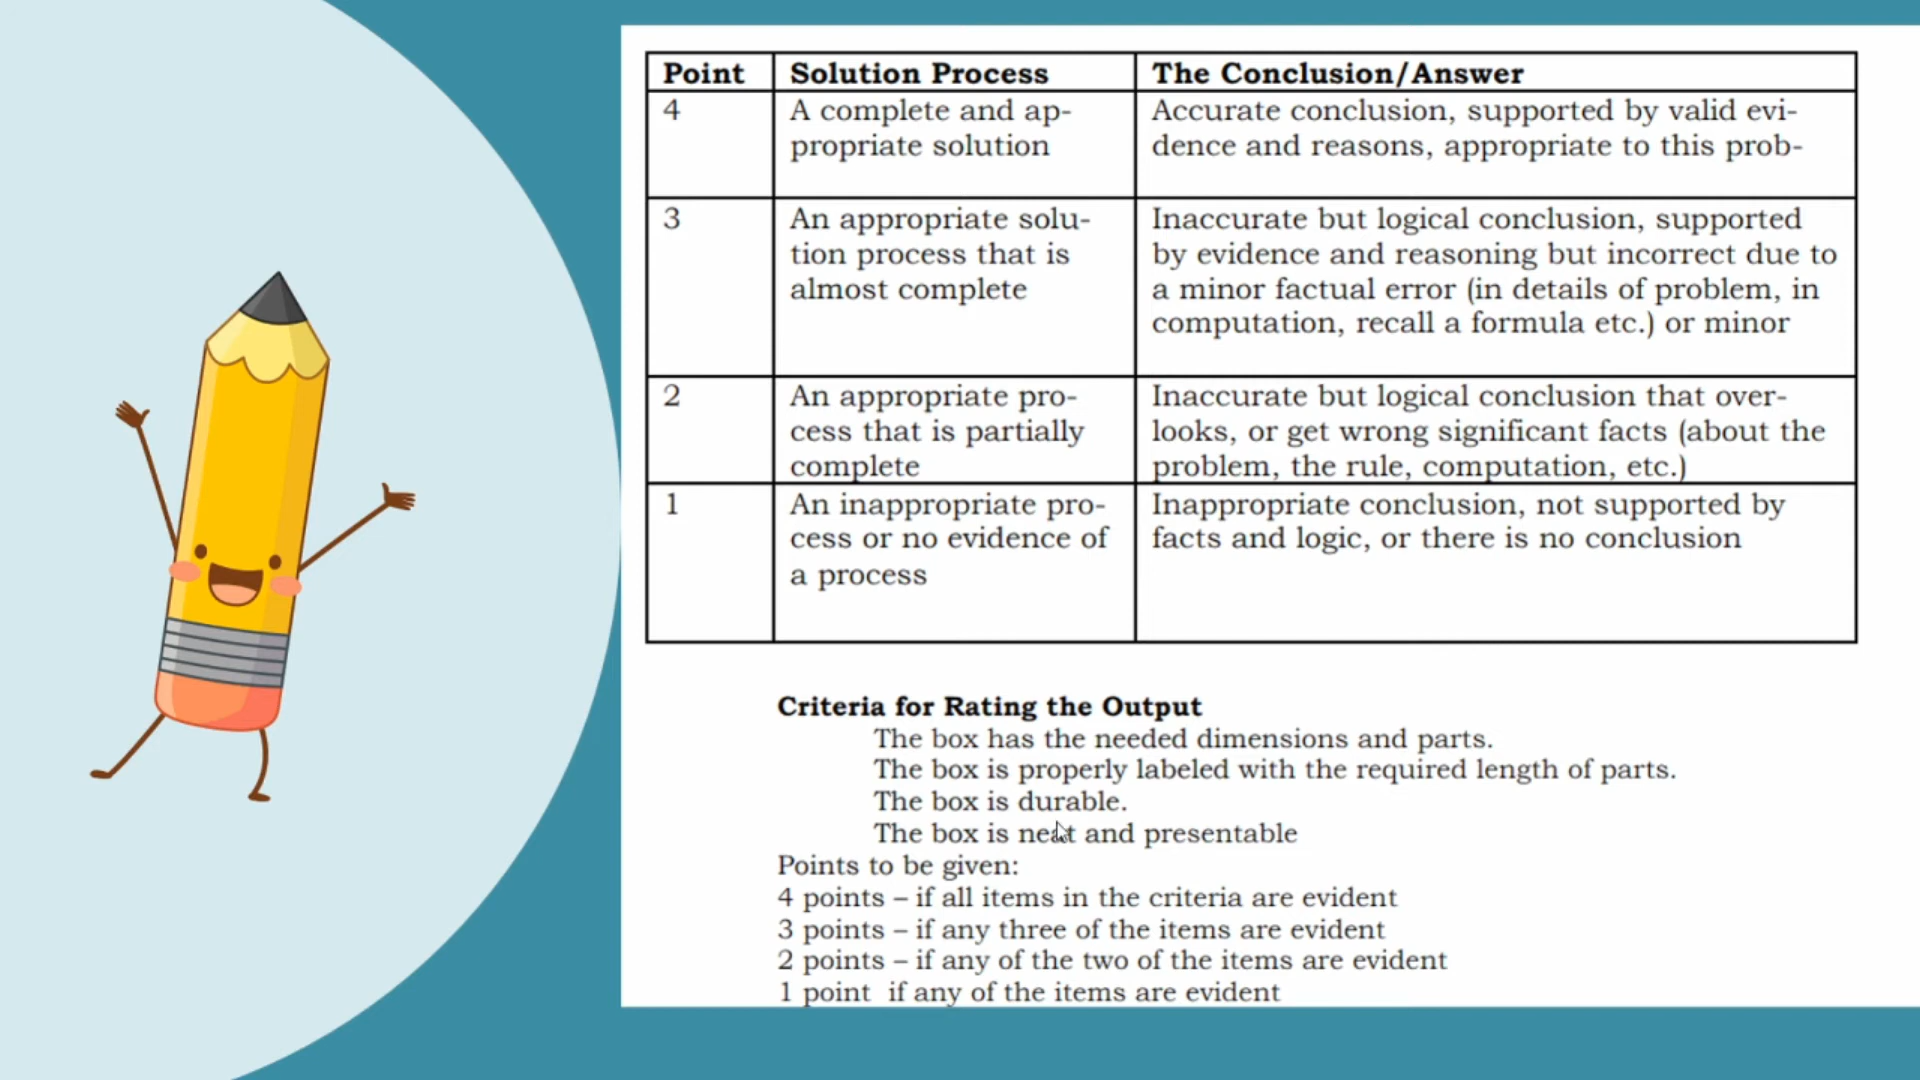 Point Solution Process The Conclusion/Answer
4 A complete and ap- Accurate conclusion, supported by valid evi-
propriate solution dence and reasons, appropriate to this prob-
3 An appropriate solu- Inaccurate but logical conclusion, supported
tion process that is by evidence and reasoning but incorrect due to
almost complete a minor factual error (in details of problem, in
computation, recall a formula etc.) or minor
2 An appropriate pro- Inaccurate but logical conclusion that over-
cess that is partially looks, or get wrong significant facts (about the
complete problem, the rule, computation, etc.)
1 An inappropriate pro- Inappropriate conclusion, not supported by
cess or no evidence of facts and logic, or there is no conclusion
a process
Criteria for Rating the Output
The box has the needed dimensions and parts.
The box is properly labeled with the required length of parts.
The box is durable.
The box is neat and presentable
Points to be given:
4 points – if all items in the criteria are evident
3 points – if any three of the items are evident
2 points – if any of the two of the items are evident
1 point if any of the items are evident